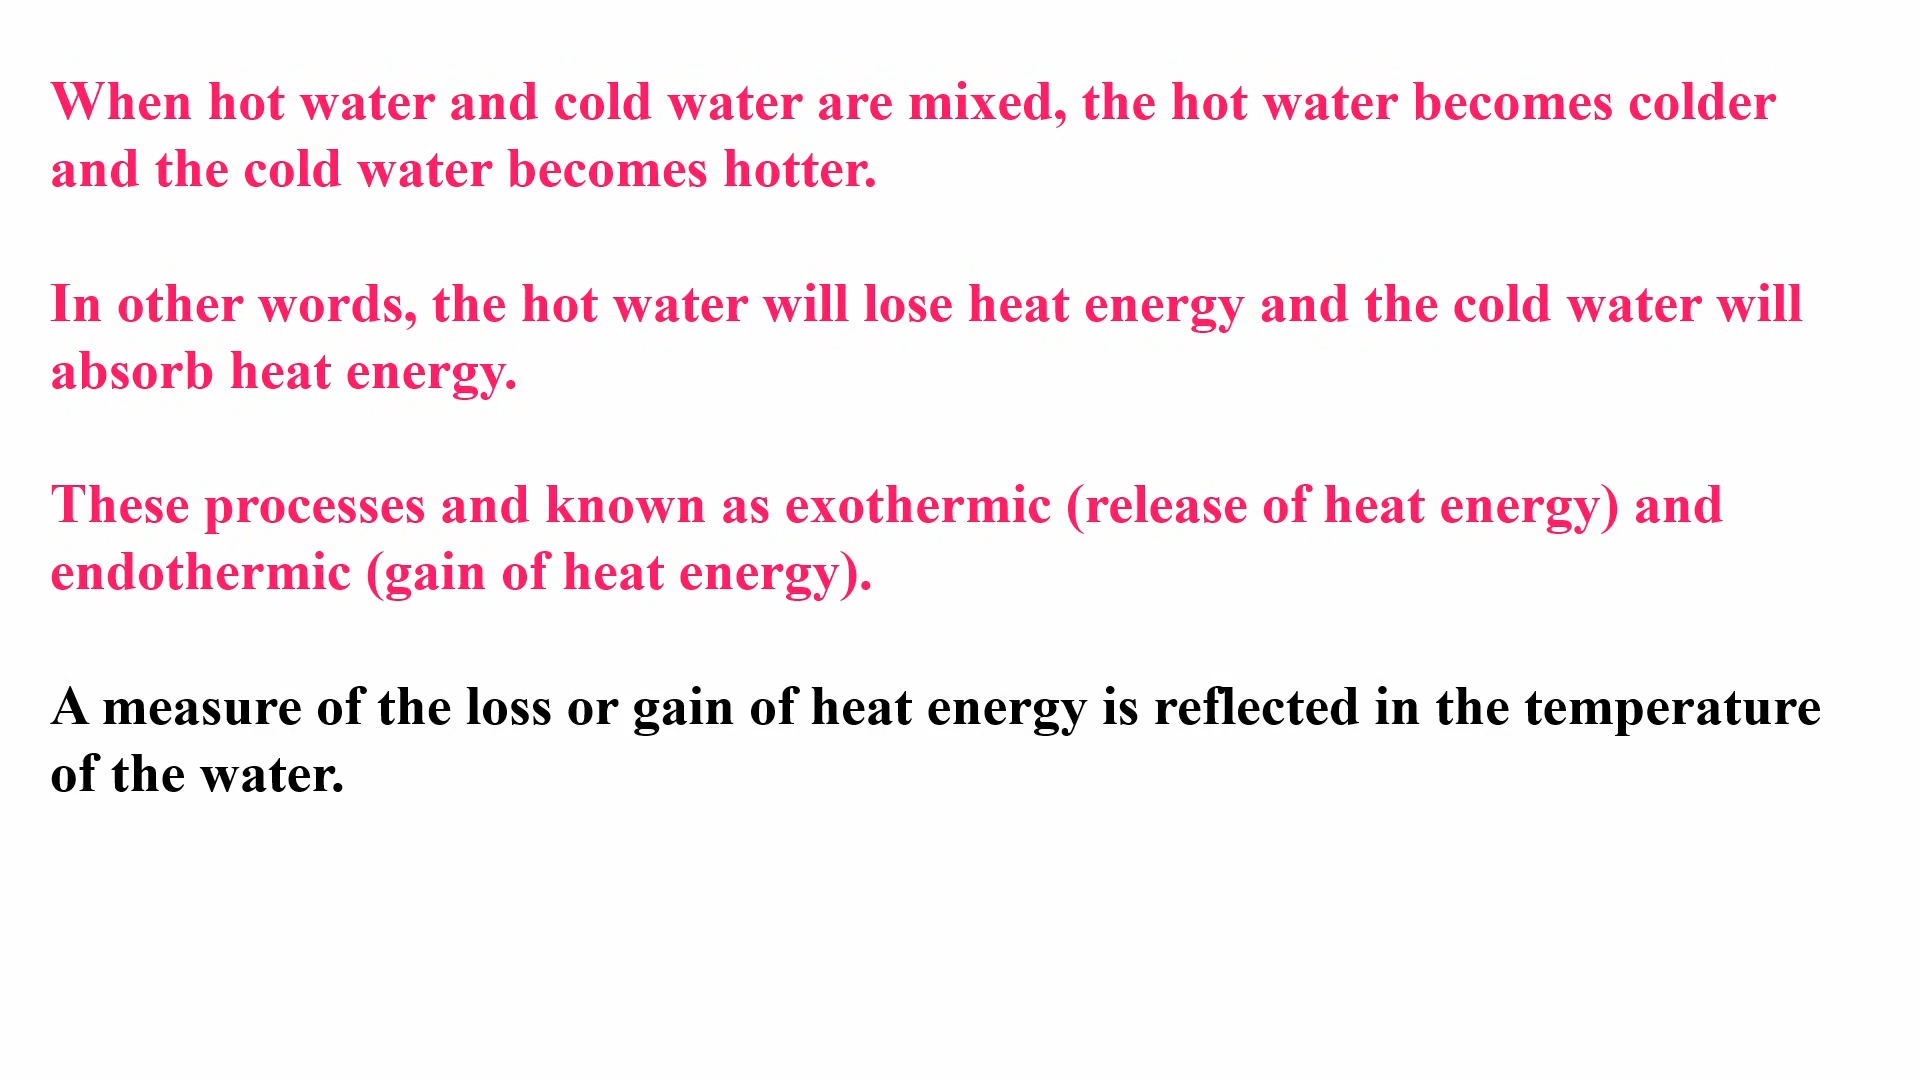 When hot water and cold water are mixed, the hot water becomes colder
and the cold water becomes hotter.
In other words, the hot water will lose heat energy and the cold water will
absorb heat energy.
These processes and known as exothermic (release of heat energy) and
endothermic (gain of heat energy).
A measure of the loss or gain of heat energy is reflected in the temperature
of the water.